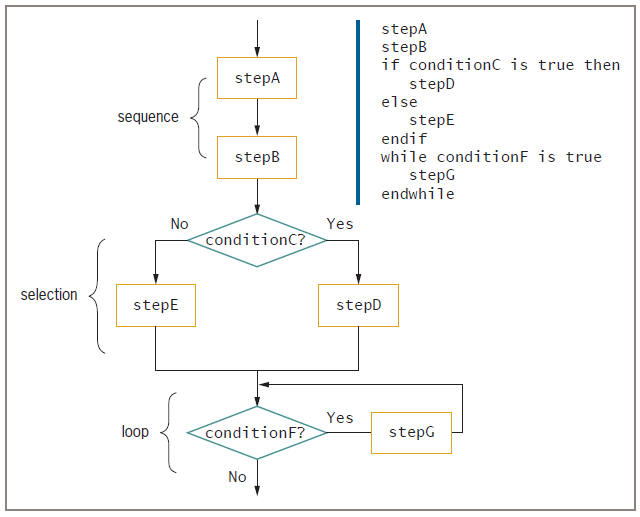 stepA
stepB
if conditionC is true then
stepD
else
stepE
endif
while conditionF is true
stepG
endwhile
stepA
sequence
stepB
No
Yes
conditionC?
selection
stepE
stepD
Yes
loop
conditionF?
stepG
No